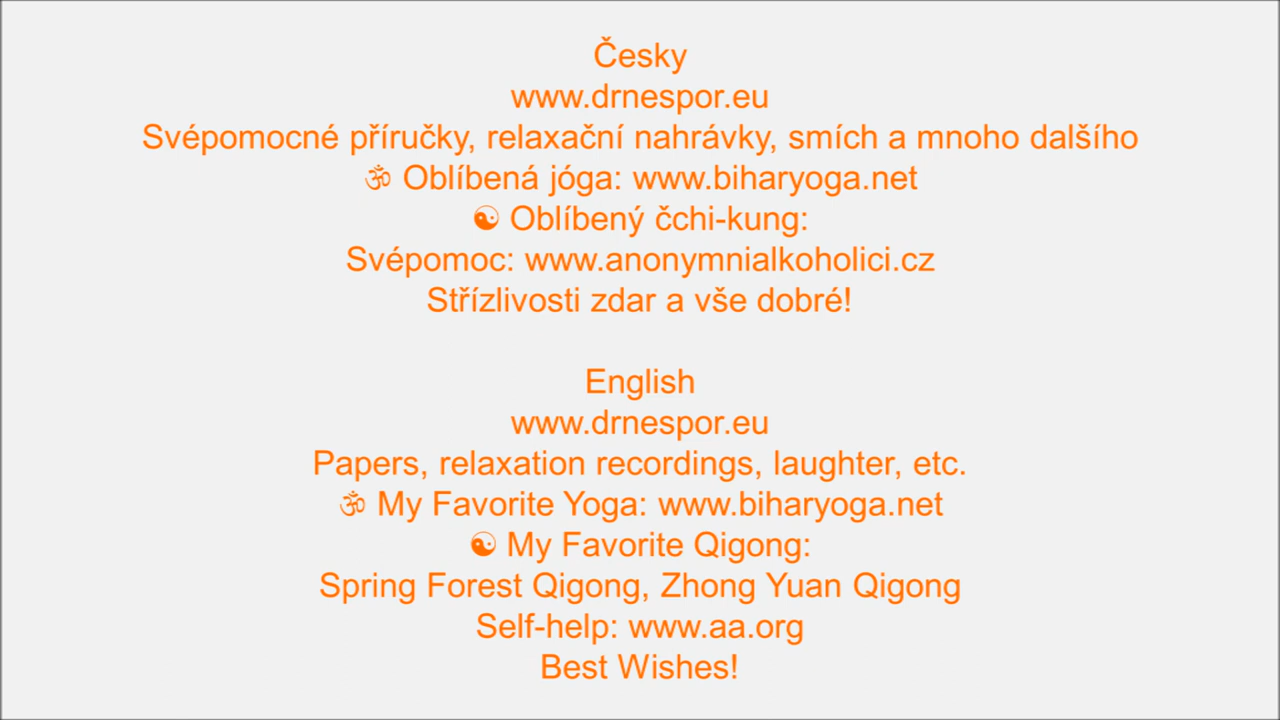 Česky
www.drnespor.eu
Svépomocné příručky, relaxační nahrávky, smích a mnoho dalšího
🕉 Oblíbená jóga: www.biharyoga.net
☯ Oblíbený čchi-kung:
Svépomoc: www.anonymnialkoholici.cz
Střízlivosti zdar a vše dobré!
English
www.drnespor.eu
Papers, relaxation recordings, laughter, etc.
🕉 My Favorite Yoga: www.biharyoga.net
☯ My Favorite Qigong:
Spring Forest Qigong, Zhong Yuan Qigong
Self-help: www.aa.org
Best Wishes!